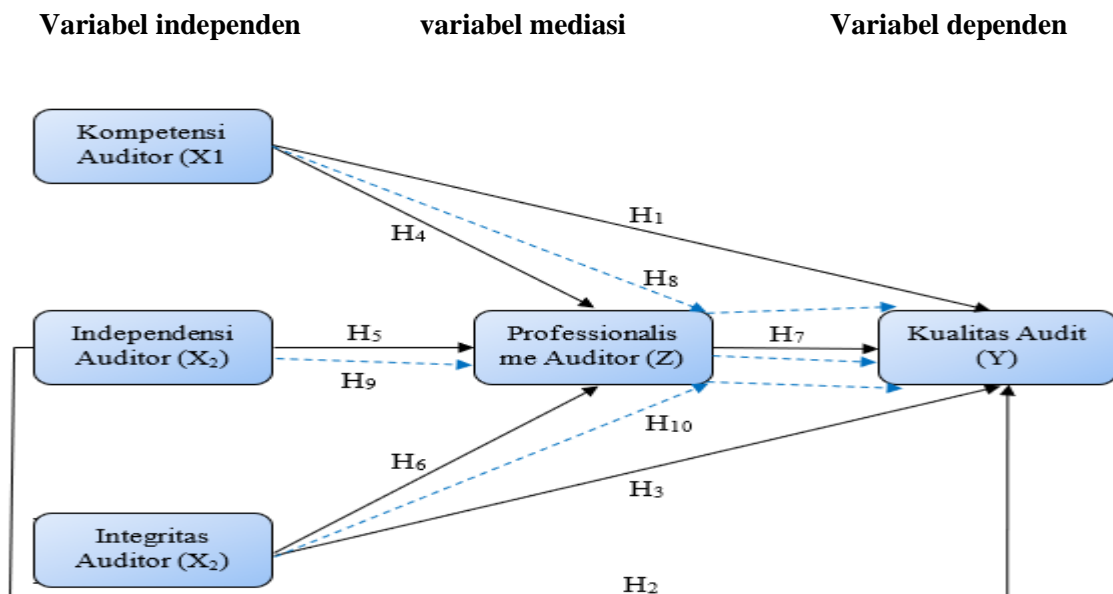 Variabel independen variabel mediasi Variabel dependen
Kompetensi
Auditor (X1
H1
H4
H8
Independensi
Auditor (X2)
H5
H9
Professionalis
me Auditor (Z)
H7
Kualitas Audit
(Y)
H10
H6
H3
Integritas
Auditor (X2)
H2